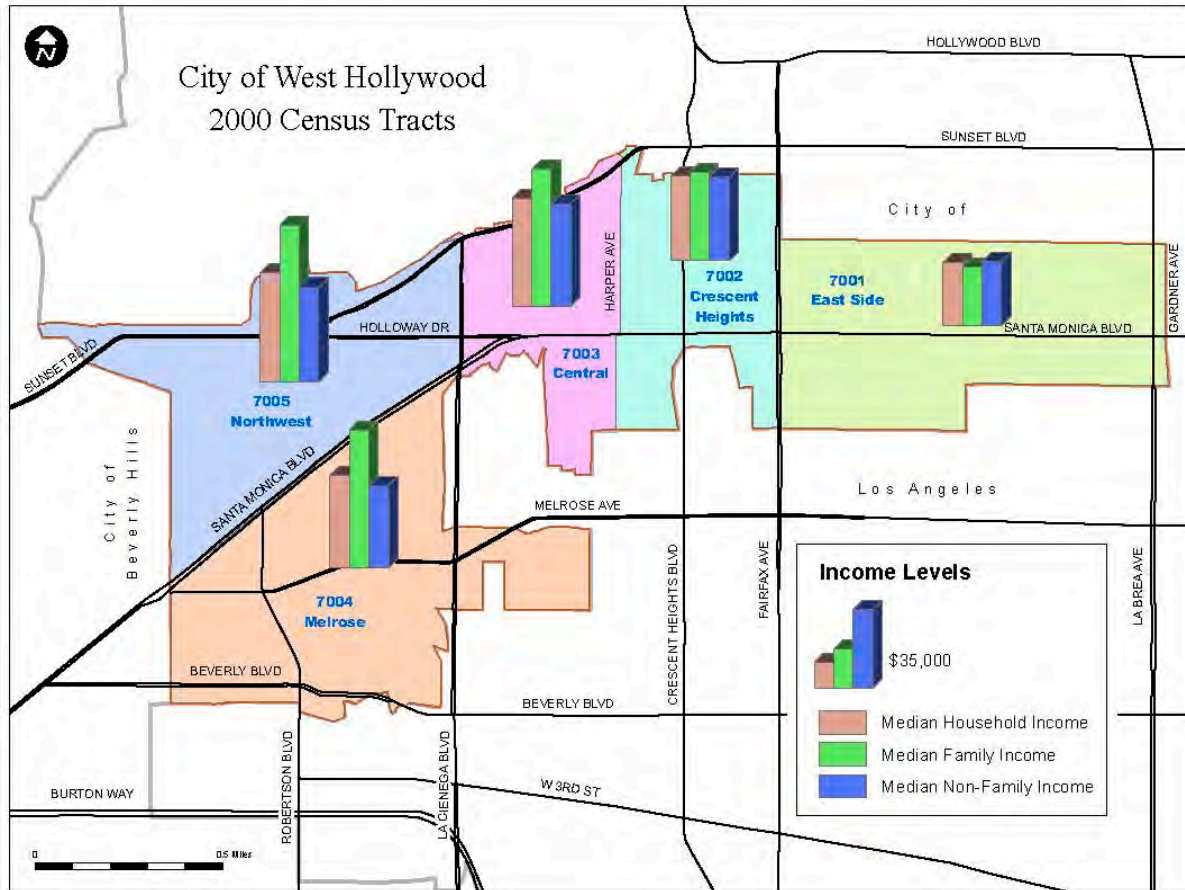 N
City of West Hollywood
2000 Census Tracts
HOLLYWOOD BLVD
SUNSET BLVD
City of
HARPER AVE
GARDNER AVE
7002
Crescent
Heights
7001
East Side
HOLLOWAY DR
SANTA MONICA BLVD
SUNSET BLVD
7003
Central
7005
Northwest
SANTA MONICA BLVD
City of
Beverly Hills
MELROSE AVE
Los Angeles
CRESCENT HEIGHTS BLVD
FAIRFAX AVE
LA BREA AVE
7004
Melrose
BEVERLY BLVD
BEVERLY BLVD
ROBERTSON BLVD
LA CIENEGA BLVD
BURTON WAY
W 3RD ST
Income Levels
$35,000
Median Household Income
Median Family Income
Median Non-Family Income
0
0.5 Miles